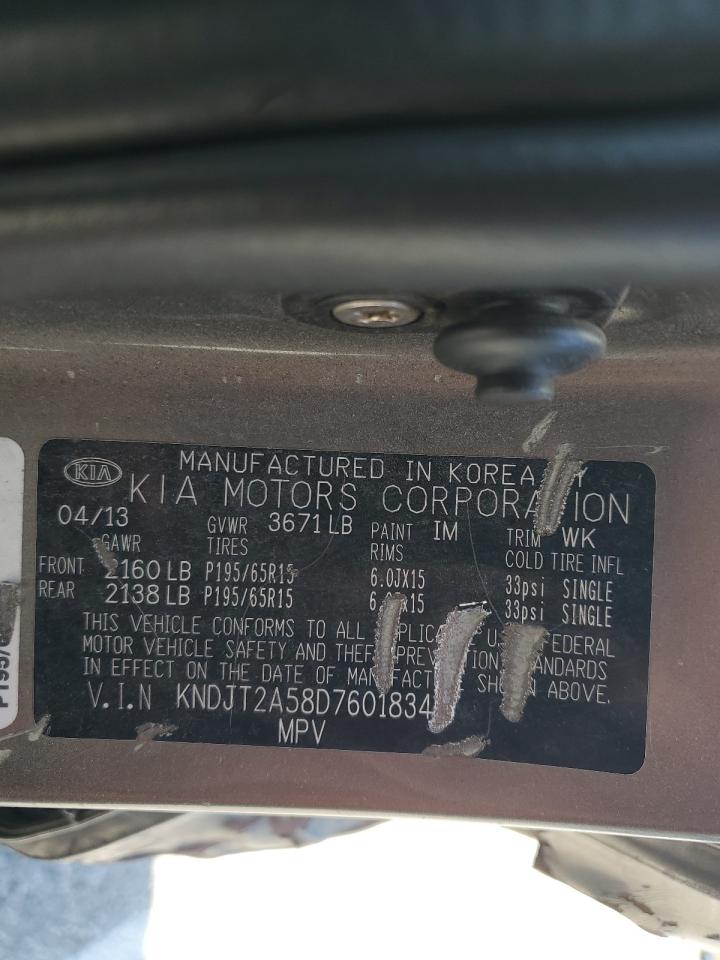 KIA
MANUFACTURED IN KOREA
KIA MOTORS CORPORATION
04/13 GVWR 3671 LB PAINT IM TRIM WK
GAWR TIRES RIMS COLD TIRE INFL
FRONT 2160 LB P195/65R15 6.0JX15 33psi SINGLE
REAR 2138 LB P195/65R15 33psi SINGLE
THIS VEHICLE CONFORMS TO ALL FEDERAL
MOTOR VEHICLE SAFETY AND THEFT STANDARDS
IN EFFECT ON THE DATE OF ABOVE.
V.I.N KNDJT2A58D7601834
MPV